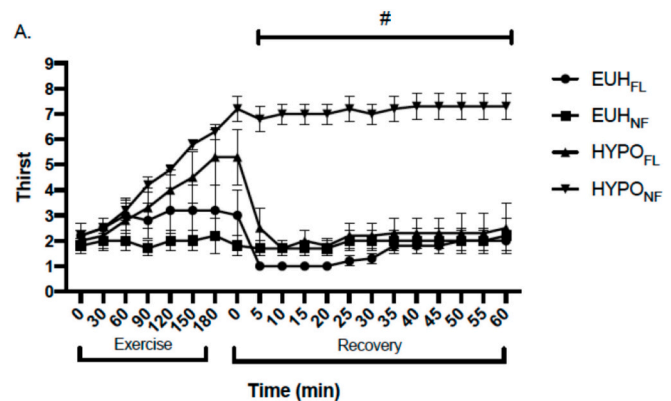 A.
#
9
8
7
6
5
4
3
2
1
0
Thirst
EUHFL
EUHNF
HYPOFL
HYPONF
0 30 60 90 120 150 180 0 5 10 15 20 25 30 35 40 45 50 55 60
Exercise Recovery
Time (min)